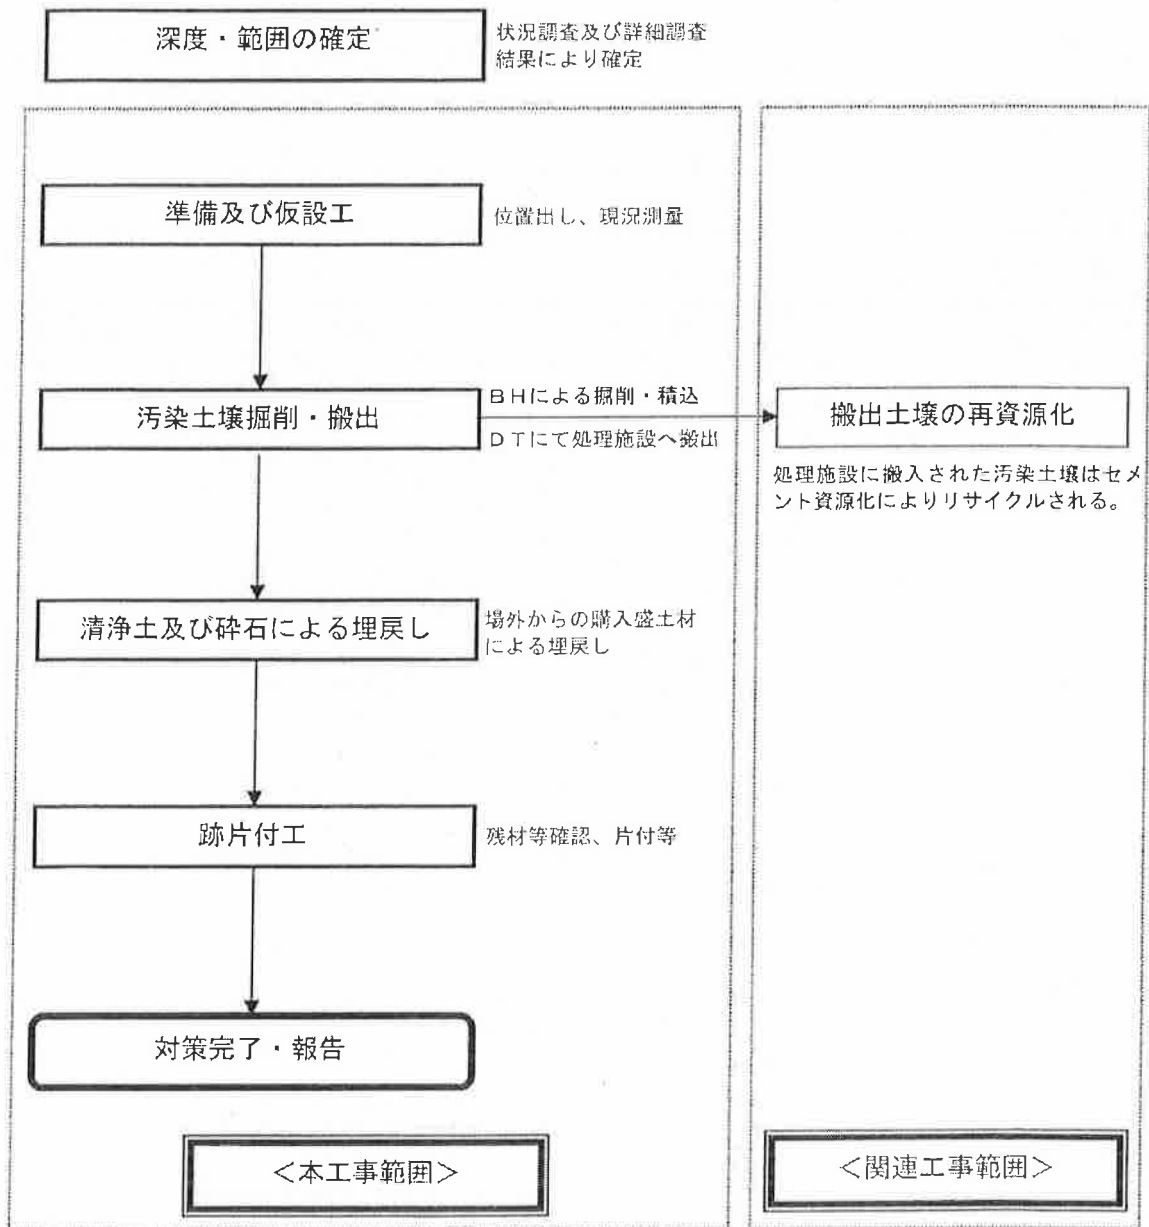 深度・範囲の確定
状況調査及び詳細調査
結果により確定
準備及び仮設工
位置出し、現況測量
汚染土壌掘削・搬出
ＢＨによる掘削・積込
ＤＴにて処理施設へ搬出
搬出土壌の再資源化
処理施設に搬入された汚染土壌はセメ
ント資源化によりリサイクルされる。
清浄土及び砕石による埋戻し
場外からの購入盛土材
による埋戻し
跡片付工
残材等確認、片付等
対策完了・報告
＜本工事範囲＞
＜関連工事範囲＞